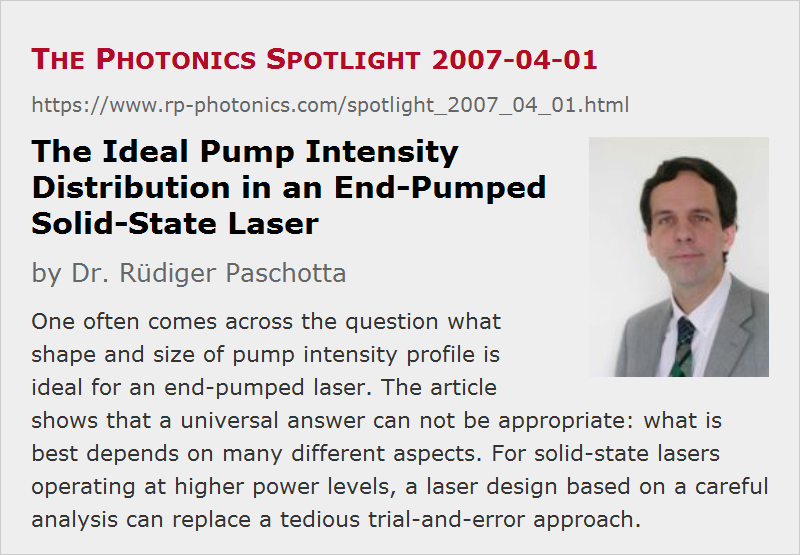 The Photonics Spotlight 2007-04-01
https://www.rp-photonics.com/spotlight_2007_04_01.html
The Ideal Pump Intensity
Distribution in an End-Pumped
Solid-State Laser
by Dr. Rüdiger Paschotta
One often comes across the question what
shape and size of pump intensity profile is
ideal for an end-pumped laser. The article
shows that a universal answer can not be appropriate: what is
best depends on many different aspects. For solid-state lasers
operating at higher power levels, a laser design based on a careful
analysis can replace a tedious trial-and-error approach.